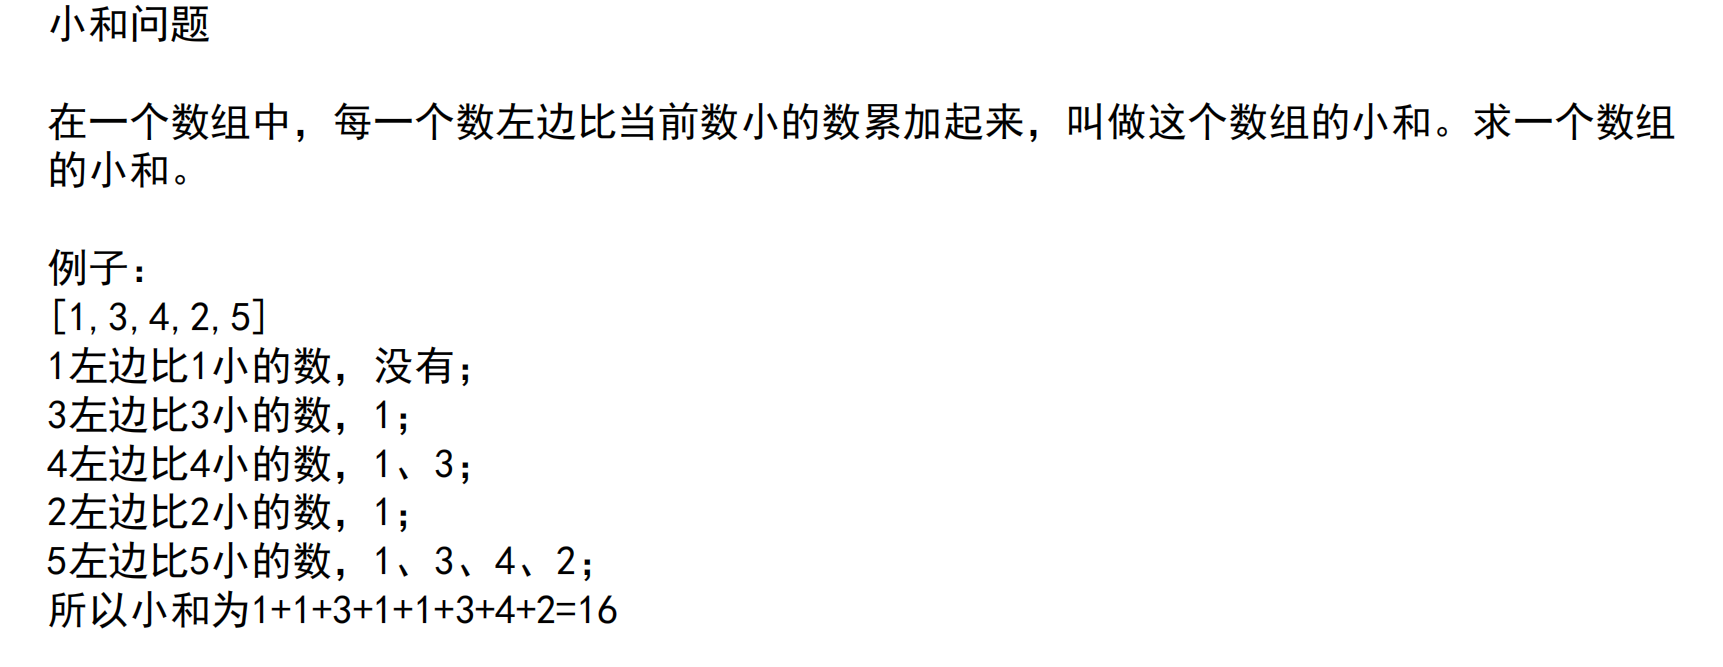 小和问题
在一个数组中，每一个数左边比当前数小的数累加起来，叫做这个数组的小和。求一个数组
的小和。
例子：
[1,3,4,2,5]
1左边比1小的数，没有；
3左边比3小的数，1；
4左边比4小的数，1、3；
2左边比2小的数，1；
5左边比5小的数，1、3、4、2；
所以小和为1+1+3+1+1+3+4+2=16